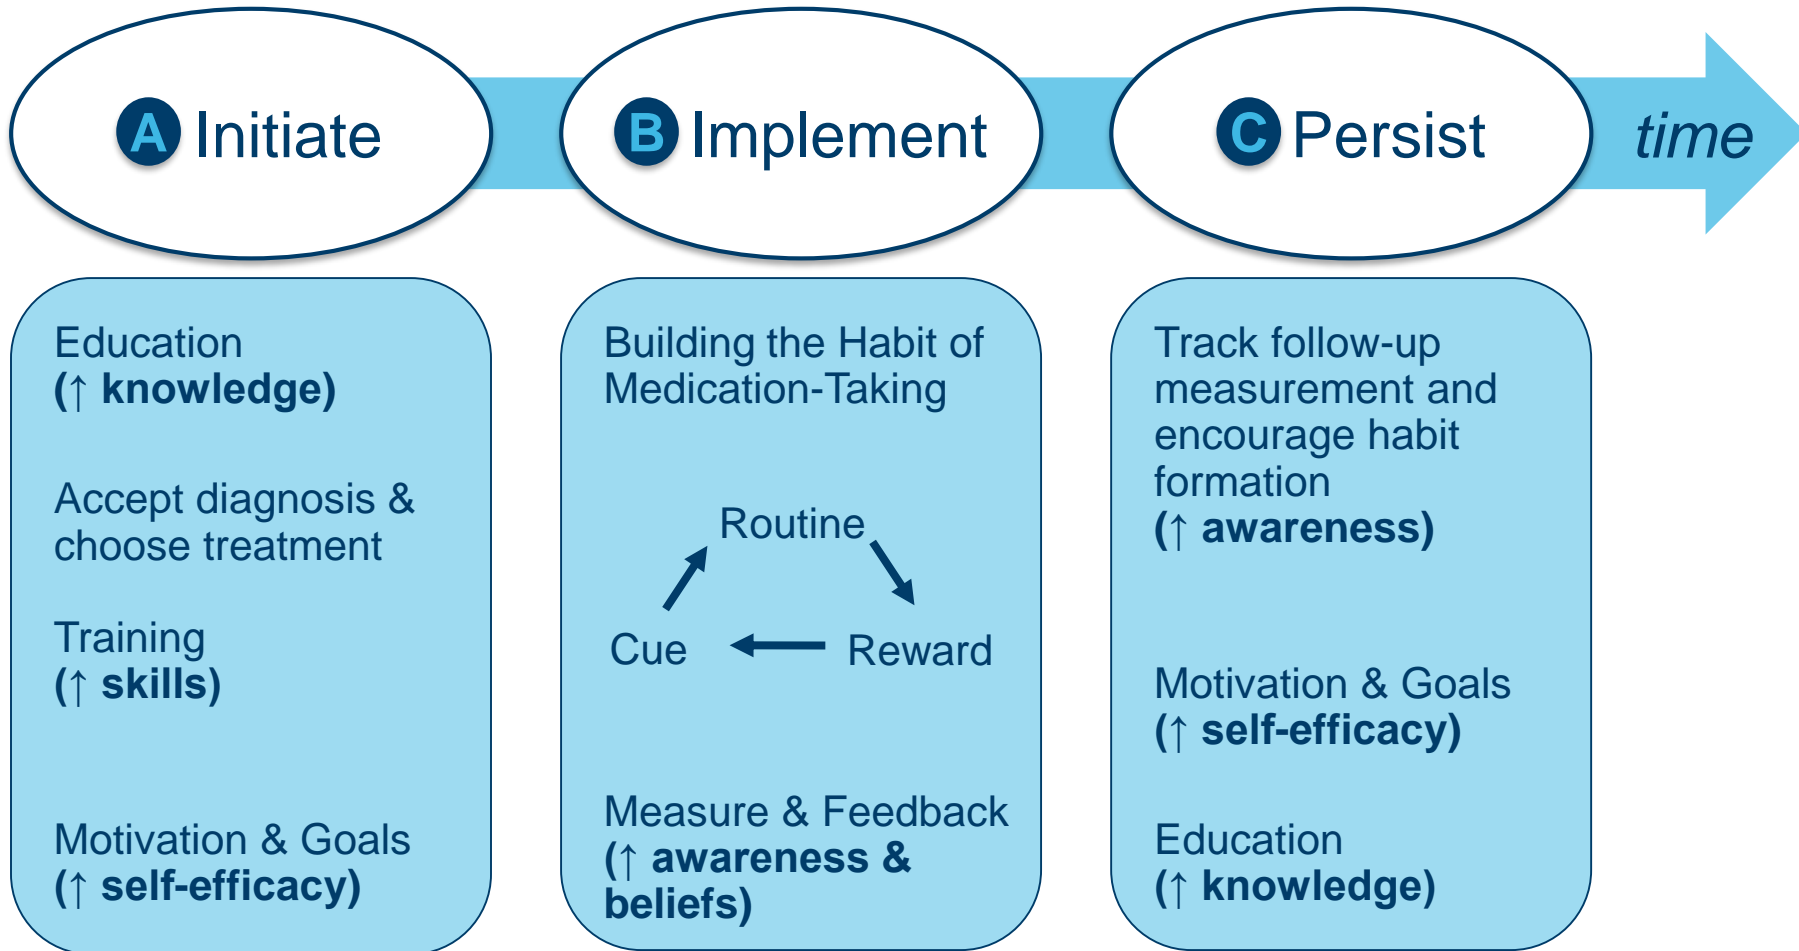 A Initiate
B Implement
C Persist
time
Education
(↑ knowledge)
Accept diagnosis &
choose treatment
Training
(↑ skills)
Motivation & Goals
(↑ self-efficacy)
Building the Habit of
Medication-Taking
Routine
Cue
Reward
Measure & Feedback
(↑ awareness &
beliefs)
Track follow-up
measurement and
encourage habit
formation
(↑ awareness)
Motivation & Goals
(↑ self-efficacy)
Education
(↑ knowledge)